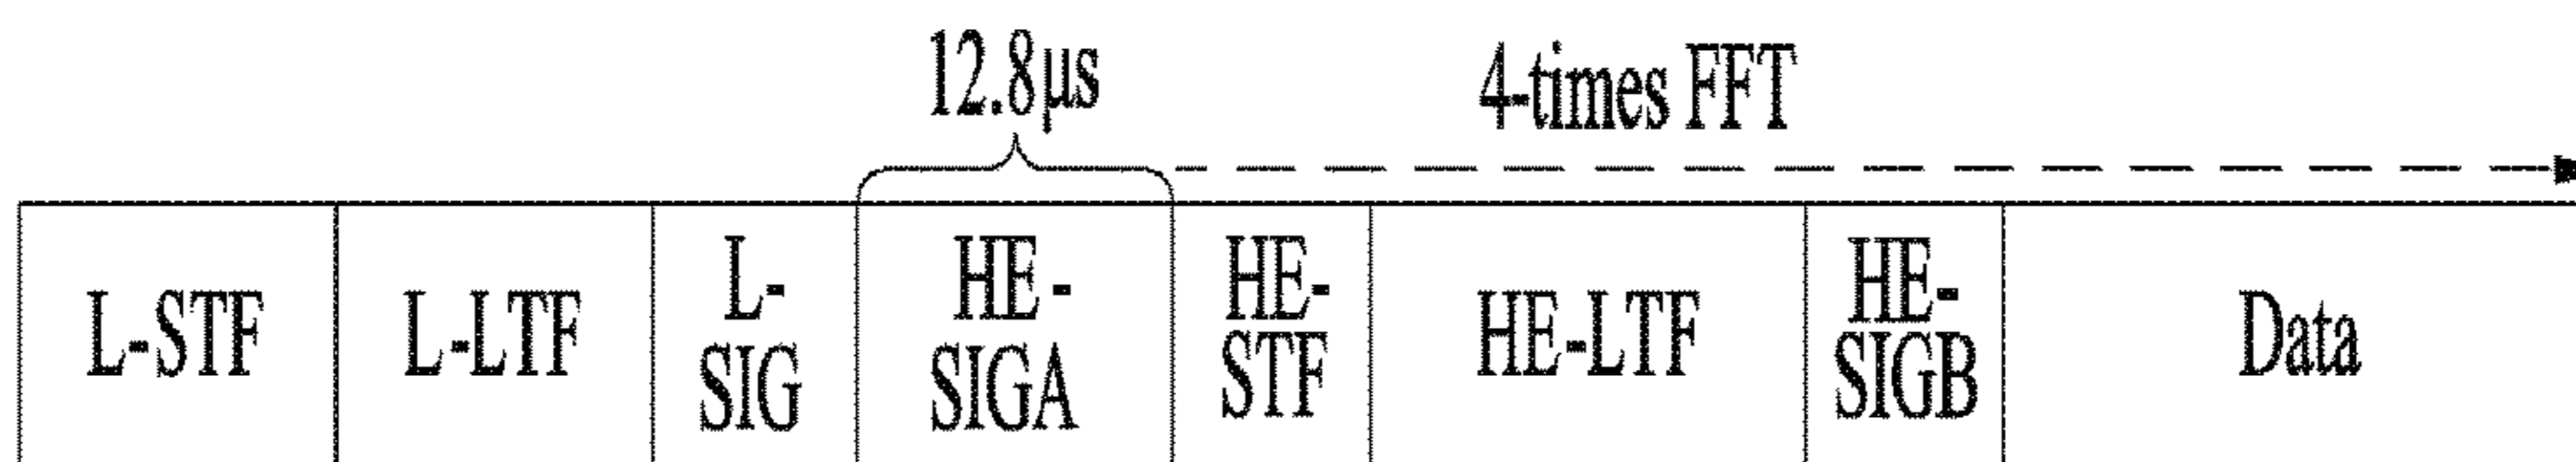 12.8µs
4-times FFT
L-STF
L-LTF
L-
SIG
HE-
SIGA
HE-
STF
HE-LTF
HE-
SIGB
Data